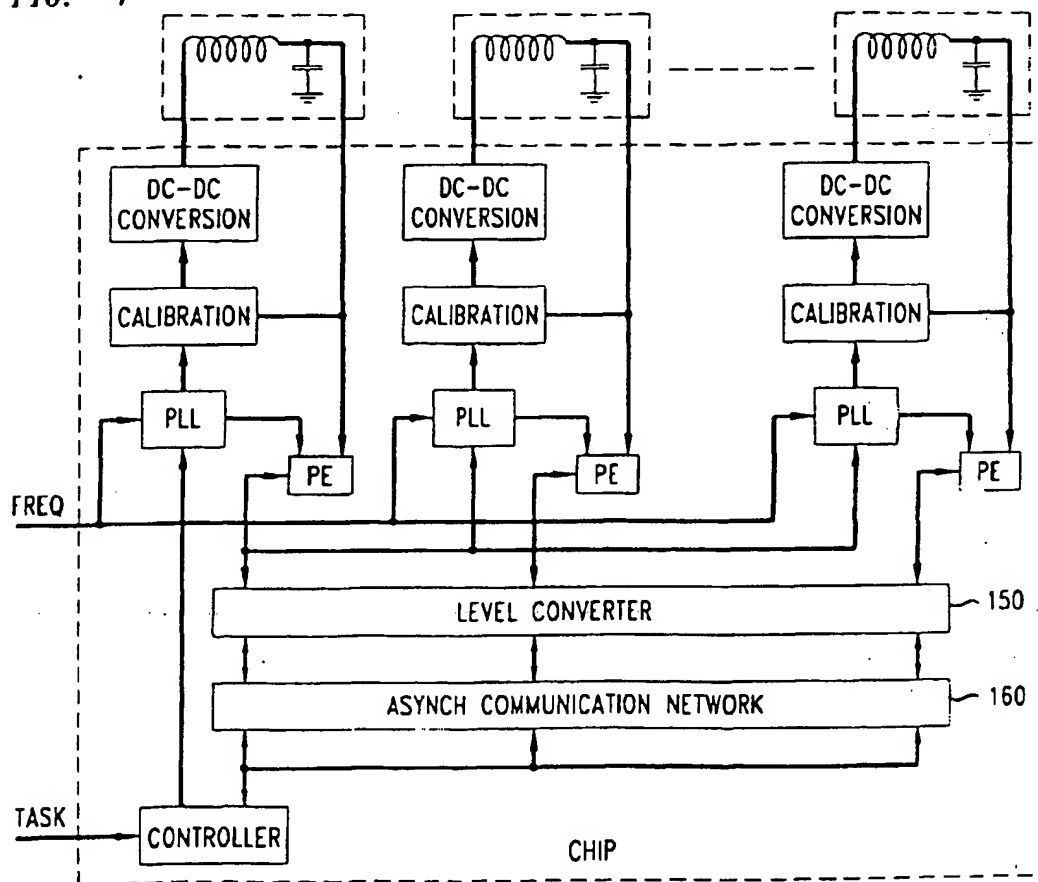 FIG.
DC-DC CONVERSION
DC-DC CONVERSION
DC-DC CONVERSION
CALIBRATION
CALIBRATION
CALIBRATION
PLL
PLL
PLL
PE
PE
PE
FREQ
LEVEL CONVERTER
150
ASYNCH COMMUNICATION NETWORK
160
TASK
CONTROLLER
CHIP